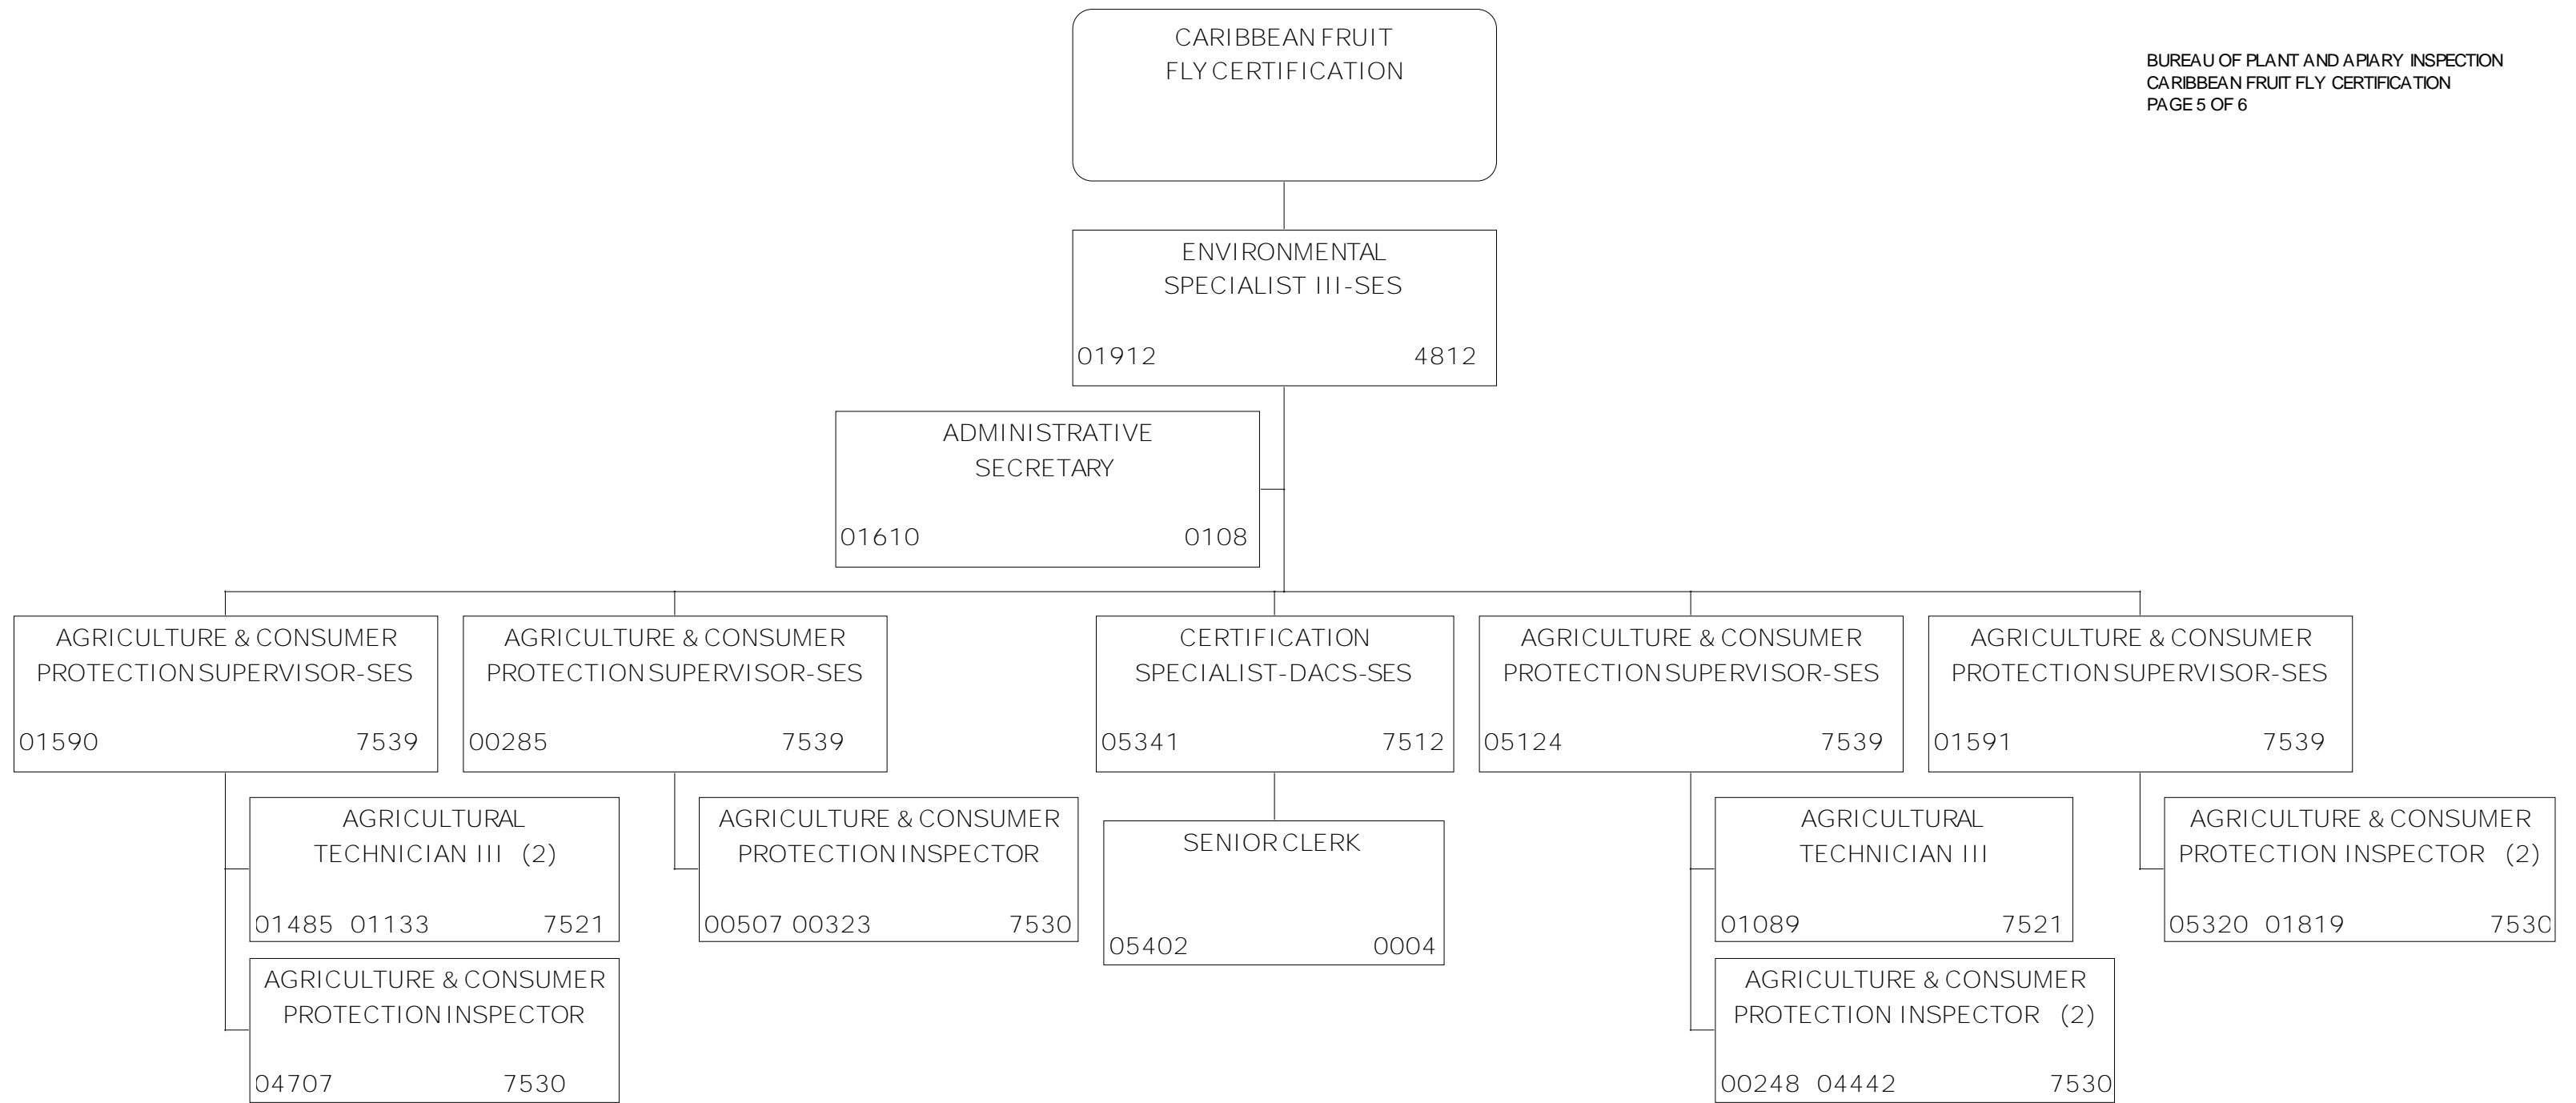 CARIBBEAN FRUIT
FLY CERTIFICATION
BUREAU OF PLANT AND APIARY INSPECTION
CARIBBEAN FRUIT FLY CERTIFICATION
PAGE 5 OF 6
ENVIRONMENTAL
SPECIALIST III-SES
01912 4812
ADMINISTRATIVE
SECRETARY
01610 0108
AGRICULTURE & CONSUMER
PROTECTION SUPERVISOR-SES
01590 7539
AGRICULTURE & CONSUMER
PROTECTION SUPERVISOR-SES
00285 7539
CERTIFICATION
SPECIALIST-DACS-SES
05341 7512
AGRICULTURE & CONSUMER
PROTECTION SUPERVISOR-SES
05124 7539
AGRICULTURE & CONSUMER
PROTECTION SUPERVISOR-SES
01591 7539
AGRICULTURAL
TECHNICIAN III (2)
01485 01133 7521
AGRICULTURE & CONSUMER
PROTECTION INSPECTOR
00507 00323 7530
SENIOR CLERK
05402 0004
AGRICULTURAL
TECHNICIAN III
01089 7521
AGRICULTURE & CONSUMER
PROTECTION INSPECTOR (2)
05320 01819 7530
AGRICULTURE & CONSUMER
PROTECTION INSPECTOR
04707 7530
AGRICULTURE & CONSUMER
PROTECTION INSPECTOR (2)
00248 04442 7530